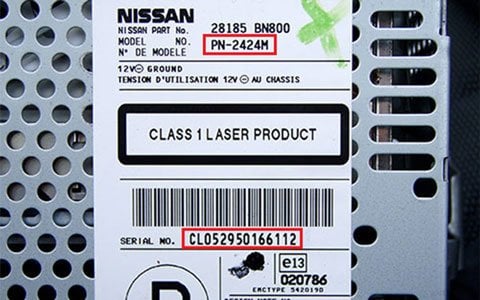 NISSAN
NISSAN PART No. 28185 BN800
MODEL NO. PN-2424M
N° DE MODELE
12V⊖ GROUND
TENSION D'UTILISATION 12V⊖ AU CHASSIS
CLASS 1 LASER PRODUCT
SERIAL NO. CL052950166112
P
e13
020786
EMCTYPE 5420190